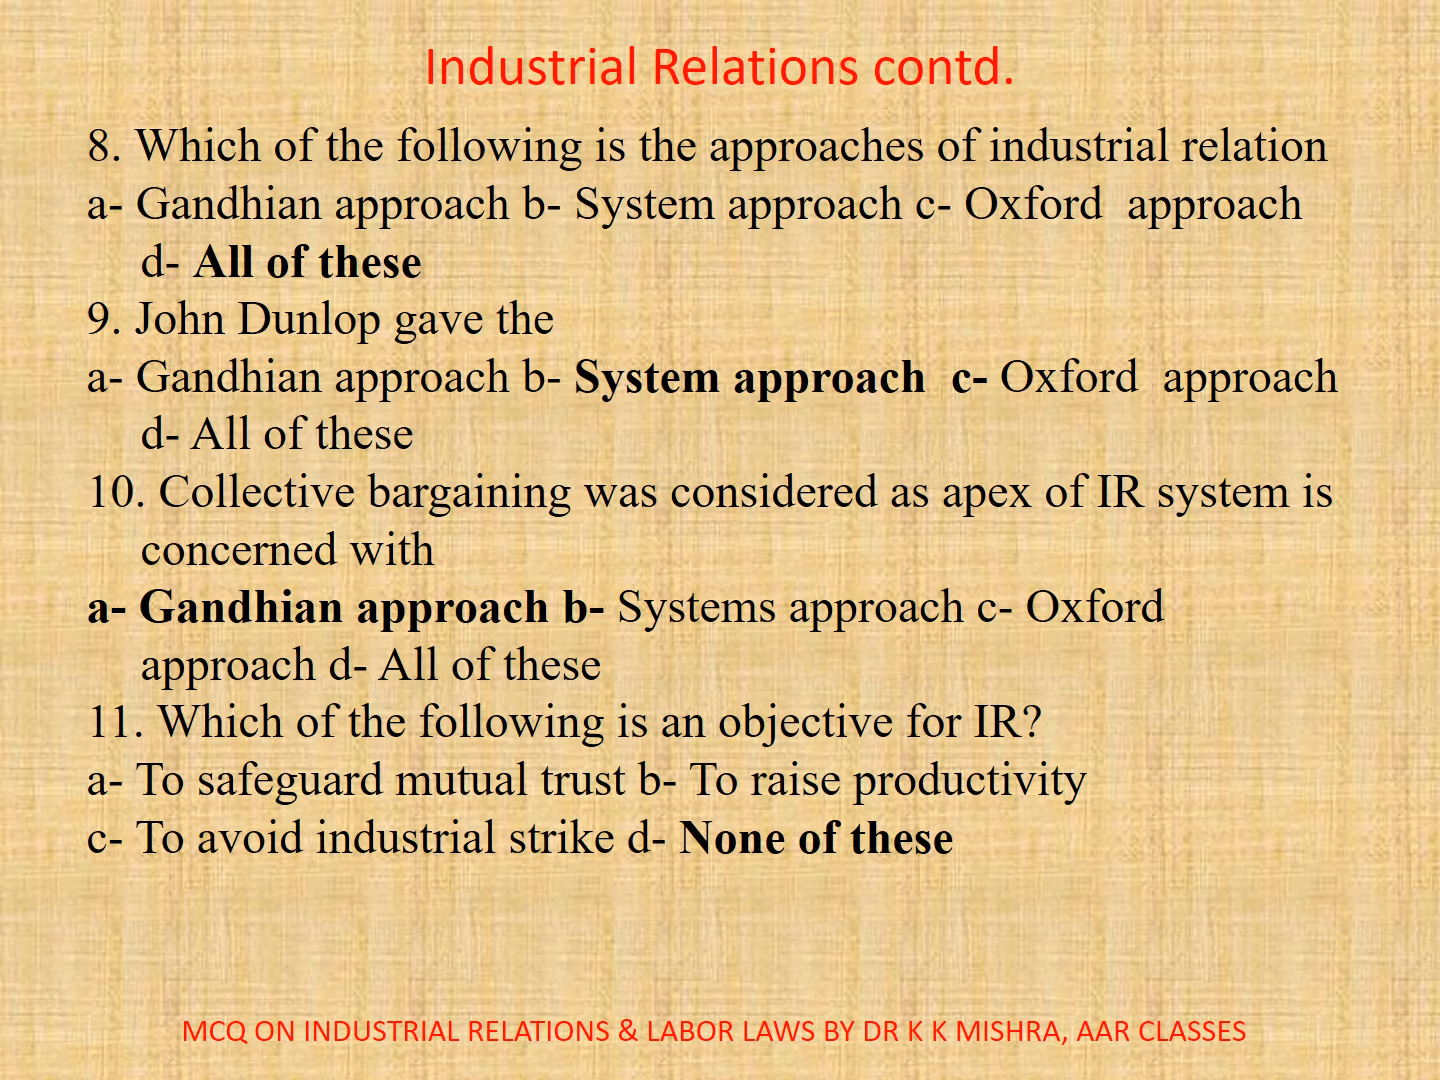 Industrial Relations contd.
8. Which of the following is the approaches of industrial relation
a- Gandhian approach b- System approach c- Oxford  approach
d- All of these
9. John Dunlop gave the
a- Gandhian approach b- System approach  c- Oxford  approach
d- All of these
10. Collective bargaining was considered as apex of IR system is
concerned with
a- Gandhian approach b- Systems approach c- Oxford
approach d- All of these
11. Which of the following is an objective for IR?
a- To safeguard mutual trust b- To raise productivity
c- To avoid industrial strike d- None of these
MCQ ON INDUSTRIAL RELATIONS & LABOR LAWS BY DR K K MISHRA, AAR CLASSES